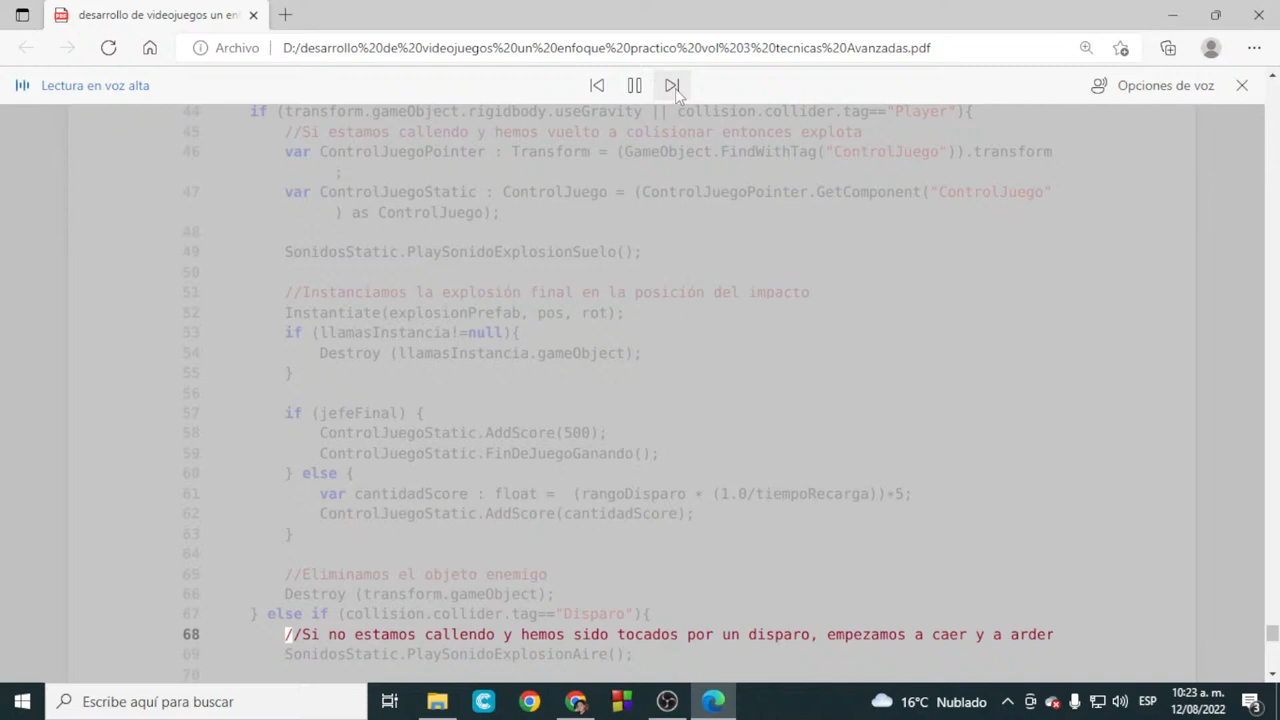 desarrollo de videojuegos un en
Archivo
D:/desarrollo%20de%20videojuegos%20un%20enfoque%20practico%20vol%203%20tecnicas%20Avanzadas.pdf
Lectura en voz alta
Opciones de voz
44 if (transform.gameObject.rigidbody.useGravity || collision.collider.tag=="Player"){
45 //Si estamos callendo y hemos vuelto a colisionar entonces explota
46 var ControlJuegoPointer : Transform = (GameObject.FindWithTag("ControlJuego")).transform
;
47 var ControlJuegoStatic : ControlJuego = (ControlJuegoPointer.GetComponent("ControlJuego"
) as ControlJuego);
48
49 SonidosStatic.PlaySonidoExplosionSuelo();
50
51 //Instanciamos la explosión final en la posición del impacto
52 Instantiate(explosionPrefab, pos, rot);
53 if (llamasInstancia!=null){
54 Destroy (llamasInstancia.gameObject);
55 }
56
57 if (jefeFinal) {
58 ControlJuegoStatic.AddScore(500);
59 ControlJuegoStatic.FinDeJuegoGanando();
60 } else {
61 var cantidadScore : float = (rangoDisparo * (1.0/tiempoRecarga))*5;
62 ControlJuegoStatic.AddScore(cantidadScore);
63 }
64
65 //Eliminamos el objeto enemigo
66 Destroy (transform.gameObject);
67 } else if (collision.collider.tag=="Disparo"){
68 //Si no estamos callendo y hemos sido tocados por un disparo, empezamos a caer y a arder
69 SonidosStatic.PlaySonidoExplosionAire();
70
Escribe aquí para buscar
16°C Nublado
ESP
10:23 a. m.
12/08/2022
3